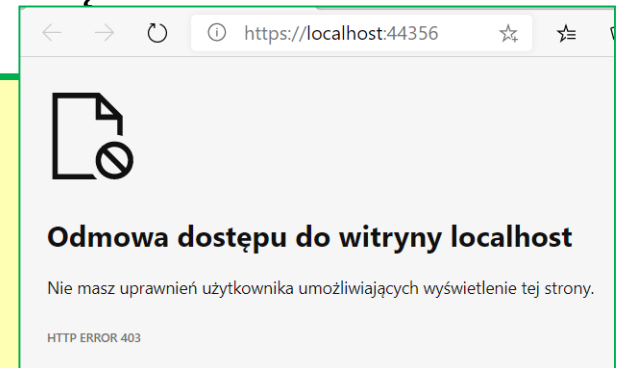 https://localhost:44356
Odmowa dostępu do witryny localhost
Nie masz uprawnień użytkownika umożliwiających wyświetlenie tej strony.
HTTP ERROR 403